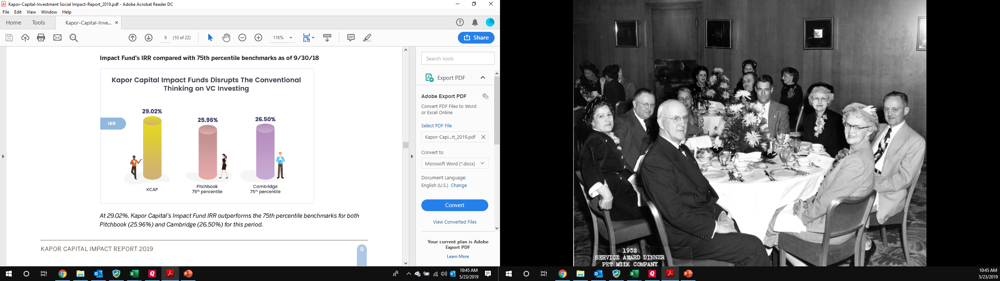 Kapor-Capital-Investment Social Impact-Report_2019.pdf - Adobe Acrobat Reader DC
File Edit View Window Help
Home Tools Kapor-Capital-Inve... ×
9 (10 of 22) 116% Share
Impact Fund's IRR compared with 75th percentile benchmarks as of 9/30/18
Kapor Capital Impact Funds Disrupts The Conventional
Thinking on VC Investing
29.02%
25.96%
26.50%
IRR
KCAP
Pitchbook
75th percentile
Cambridge
75th percentile
At 29.02%, Kapor Capital's Impact Fund IRR outperforms the 75th percentile benchmarks for both
Pitchbook (25.96%) and Cambridge (26.50%) for this period.
KAPOR CAPITAL IMPACT REPORT 2019
9
Search tools
Export PDF
Adobe Export PDF
Convert PDF Files to Word
or Excel Online
Select PDF File
Kapor-Capi...rt_2019.pdf
Convert to
Microsoft Word (*.docx)
Document Language:
English (U.S.) Change
Convert
View Converted Files
Your current plan is Adobe
Export PDF
Learn More
10:45 AM
5/23/2019
1952
SERVICE AWARD DINNER
PET MILK COMPANY
10:45 AM
5/23/2019